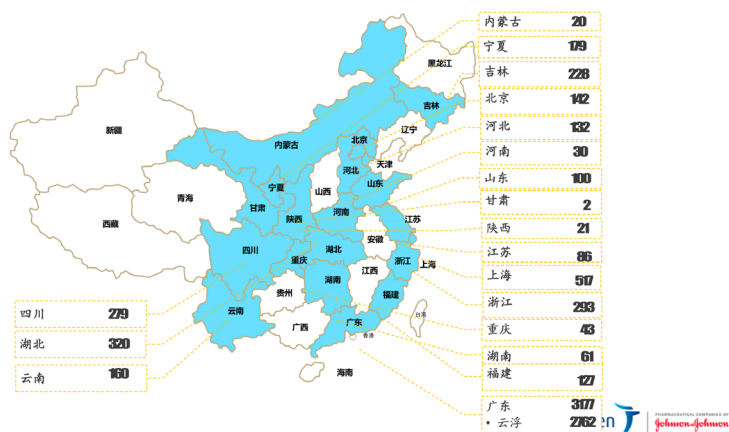 内蒙古 20
宁夏 179
吉林 228
北京 142
河北 132
河南 30
山东 100
甘肃 2
陕西 21
江苏 86
上海 517
浙江 293
重庆 43
湖南 61
福建 127
广东 3177
• 云浮 2762
四川 279
湖北 320
云南 160
黑龙江
吉林
辽宁
内蒙古
北京
天津
新疆
河北
宁夏
山西
山东
青海
甘肃
陕西
河南
江苏
西藏
四川
湖北
安徽
重庆
浙江
上海
湖南
江西
贵州
福建
云南
广西
广东
台湾
香港
海南
en
PHARMACEUTICAL COMPANIES OF
Johnson & Johnson